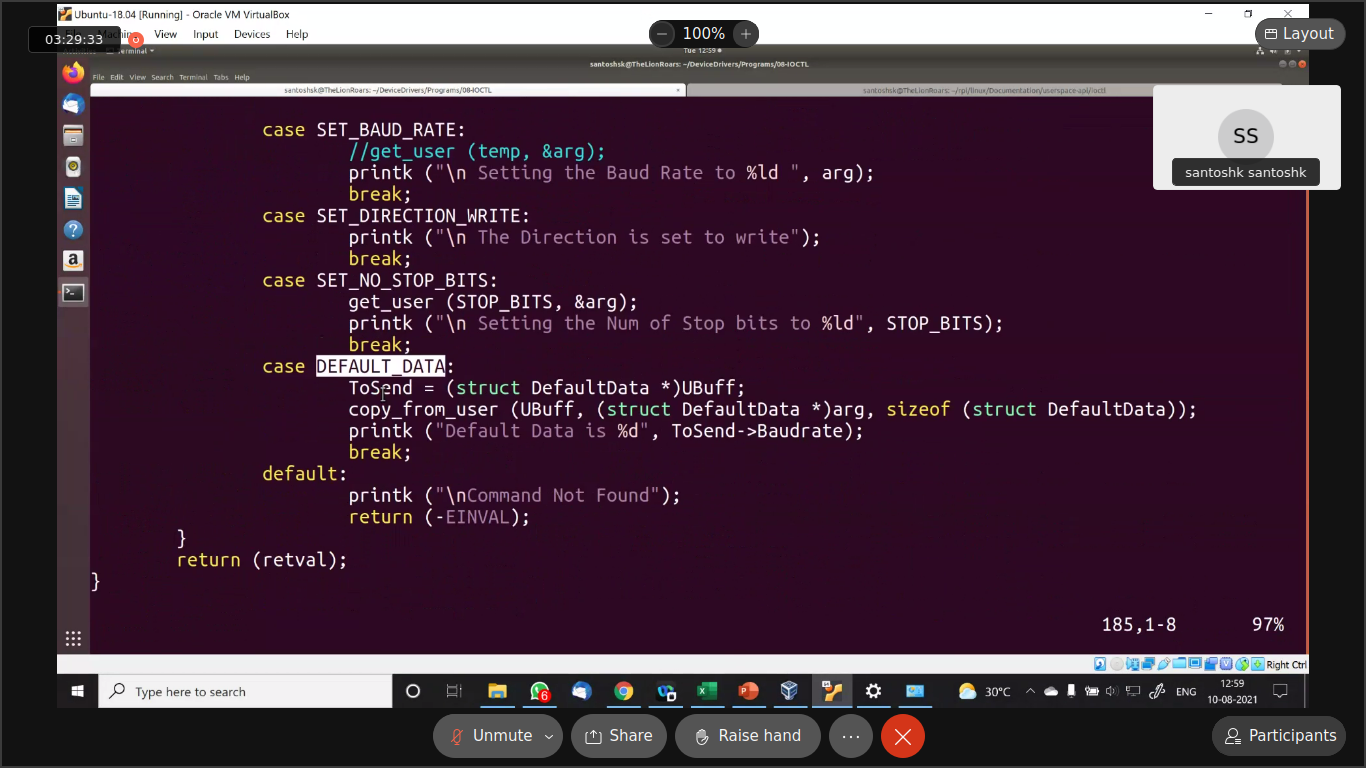 Ubuntu-18.04 [Running] - Oracle VM VirtualBox
03:29:33
View Input Devices Help
100%
Layout
Terminal
Tue 12:59
santoshsk@TheLionRoars: ~/DeviceDrivers/Programs/08-IOCTL
File Edit View Search Terminal Tabs Help
santoshsk@TheLionRoars: ~/DeviceDrivers/Programs/08-IOCTL
santoshsk@TheLionRoars: ~/rpi/linux/Documentation/userspace-api/ioctl
SS
santoshk santoshk
case SET_BAUD_RATE:
//get_user (temp, &arg);
printk ("\n Setting the Baud Rate to %ld ", arg);
break;
case SET_DIRECTION_WRITE:
printk ("\n The Direction is set to write");
break;
case SET_NO_STOP_BITS:
get_user (STOP_BITS, &arg);
printk ("\n Setting the Num of Stop bits to %ld", STOP_BITS);
break;
case DEFAULT_DATA:
ToSend = (struct DefaultData *)UBuff;
copy_from_user (UBuff, (struct DefaultData *)arg, sizeof (struct DefaultData));
printk ("Default Data is %d", ToSend->Baudrate);
break;
default:
printk ("\nCommand Not Found");
return (-EINVAL);
}
return (retval);
}
185,1-8 97%
Right Ctrl
Type here to search
6
30°C
ENG
12:59
10-08-2021
Unmute
Share
Raise hand
Participants